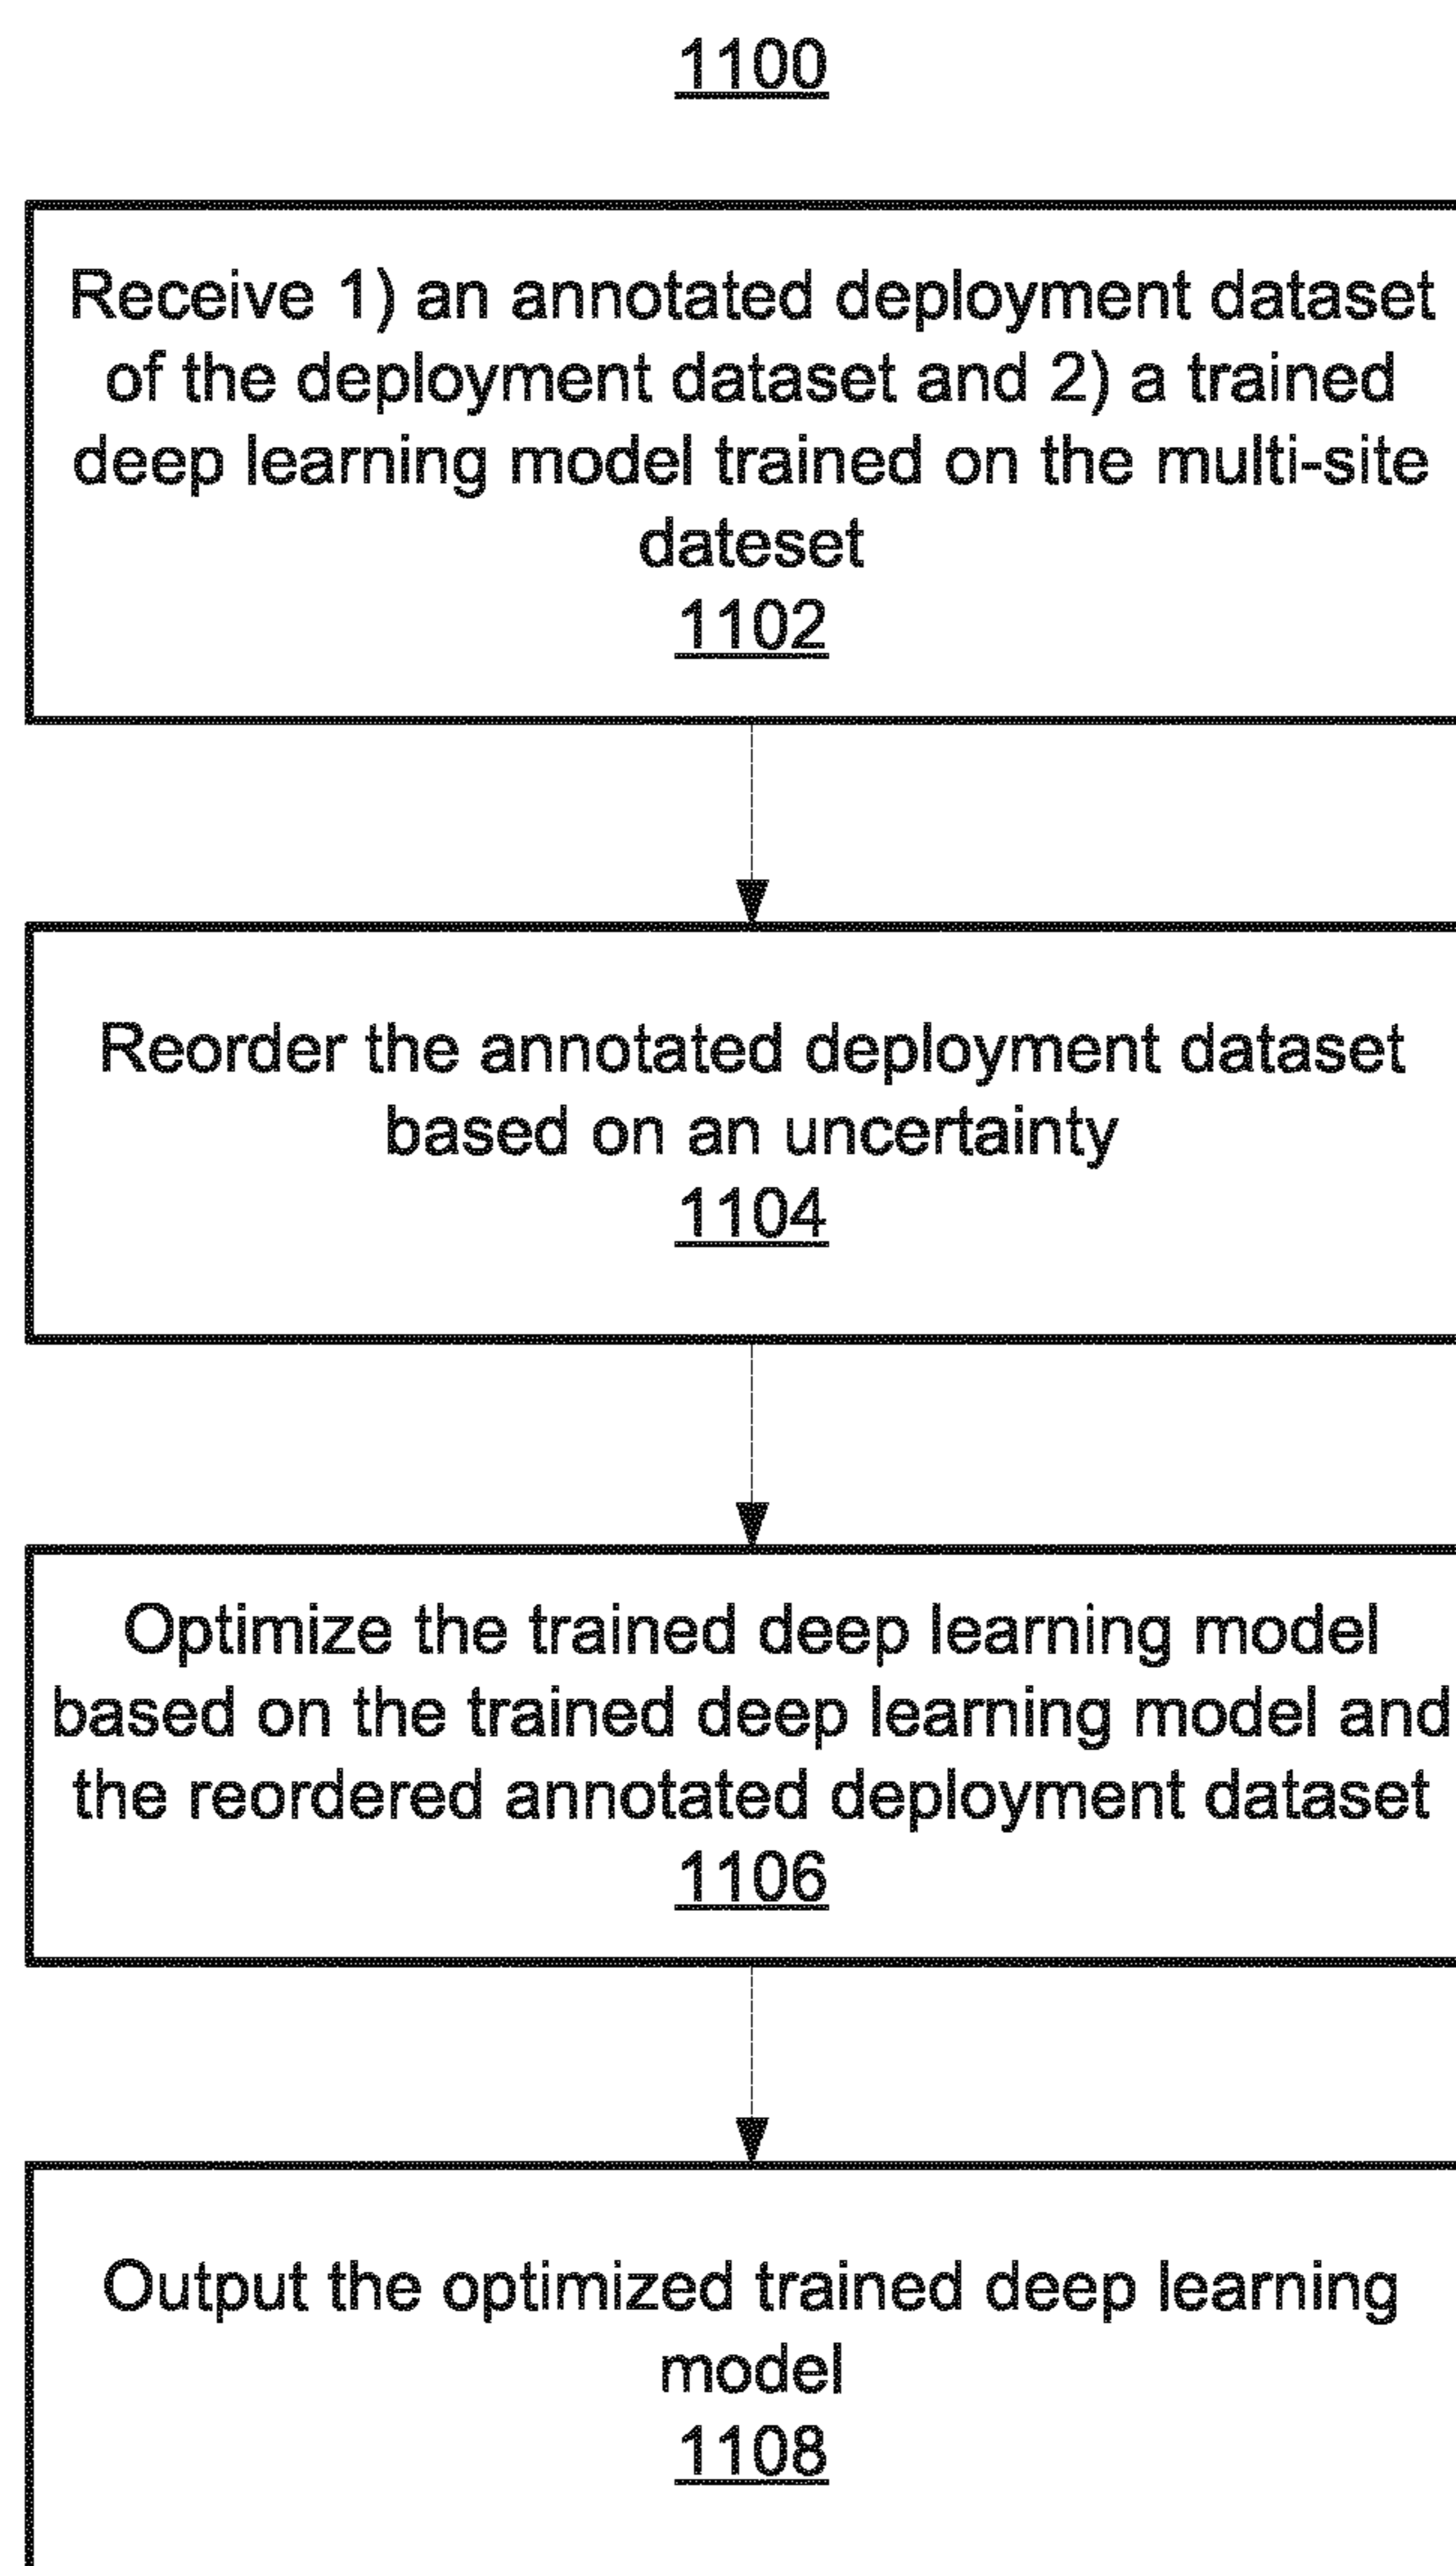 1100
Receive 1) an annotated deployment dataset
of the deployment dataset and 2) a trained
deep learning model trained on the multi-site
dateset
1102
Reorder the annotated deployment dataset
based on an uncertainty
1104
Optimize the trained deep learning model
based on the trained deep learning model and
the reordered annotated deployment dataset
1106
Output the optimized trained deep learning
model
1108